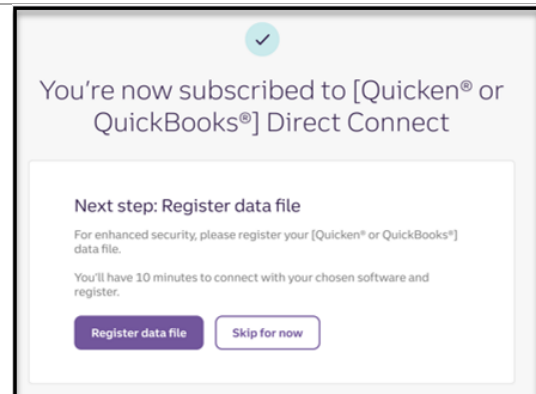 You're now subscribed to [Quicken® or
QuickBooks®] Direct Connect
Next step: Register data file
For enhanced security, please register your [Quicken® or QuickBooks®]
data file.
You'll have 10 minutes to connect with your chosen software and
register.
Register data file
Skip for now